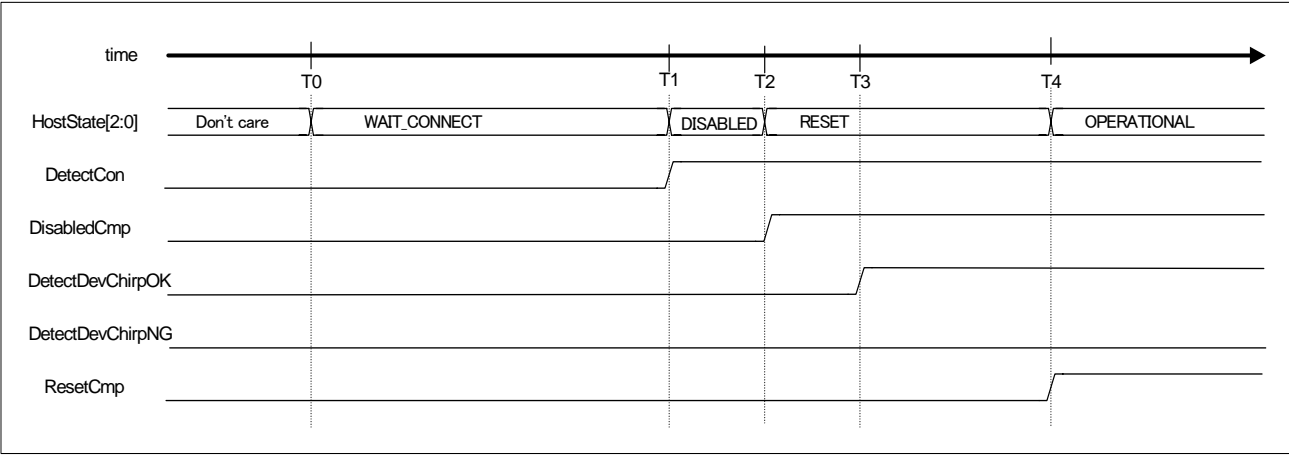 time
T0 T1 T2 T3 T4
HostState[2:0] Don't care WAIT_CONNECT DISABLED RESET OPERATIONAL
DetectCon
DisabledCmp
DetectDevChirpOK
DetectDevChirpNG
ResetCmp